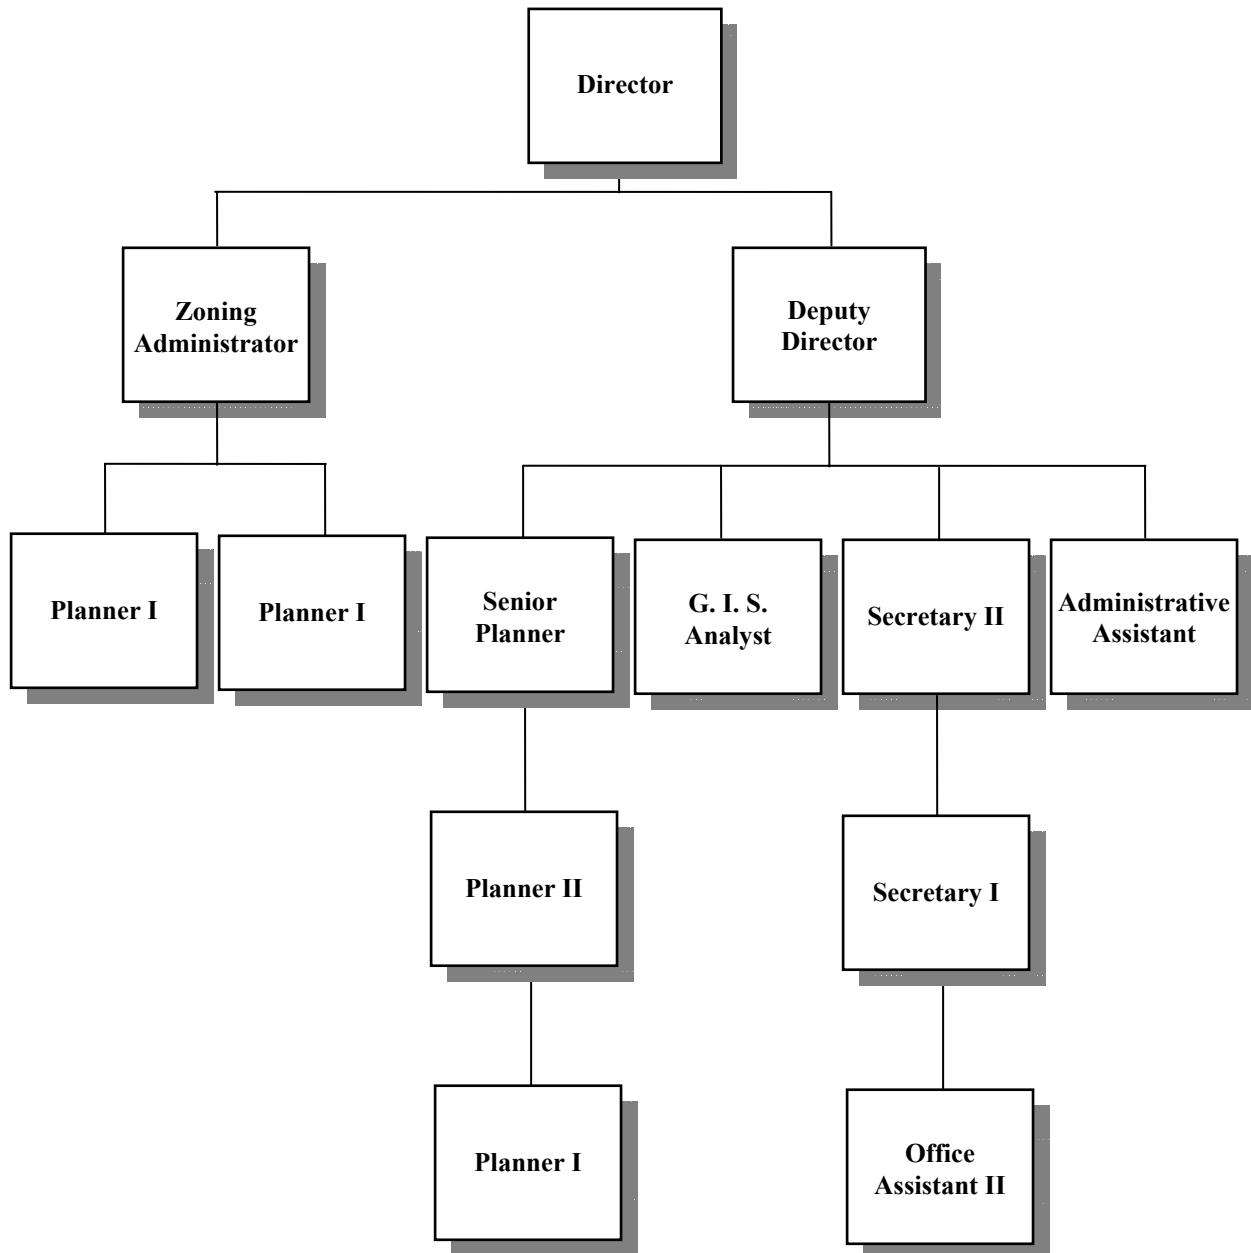 Director
Zoning
Administrator
Deputy
Director
Planner I
Planner I
Senior
Planner
G. I. S.
Analyst
Secretary II
Administrative
Assistant
Planner II
Secretary I
Planner I
Office
Assistant II